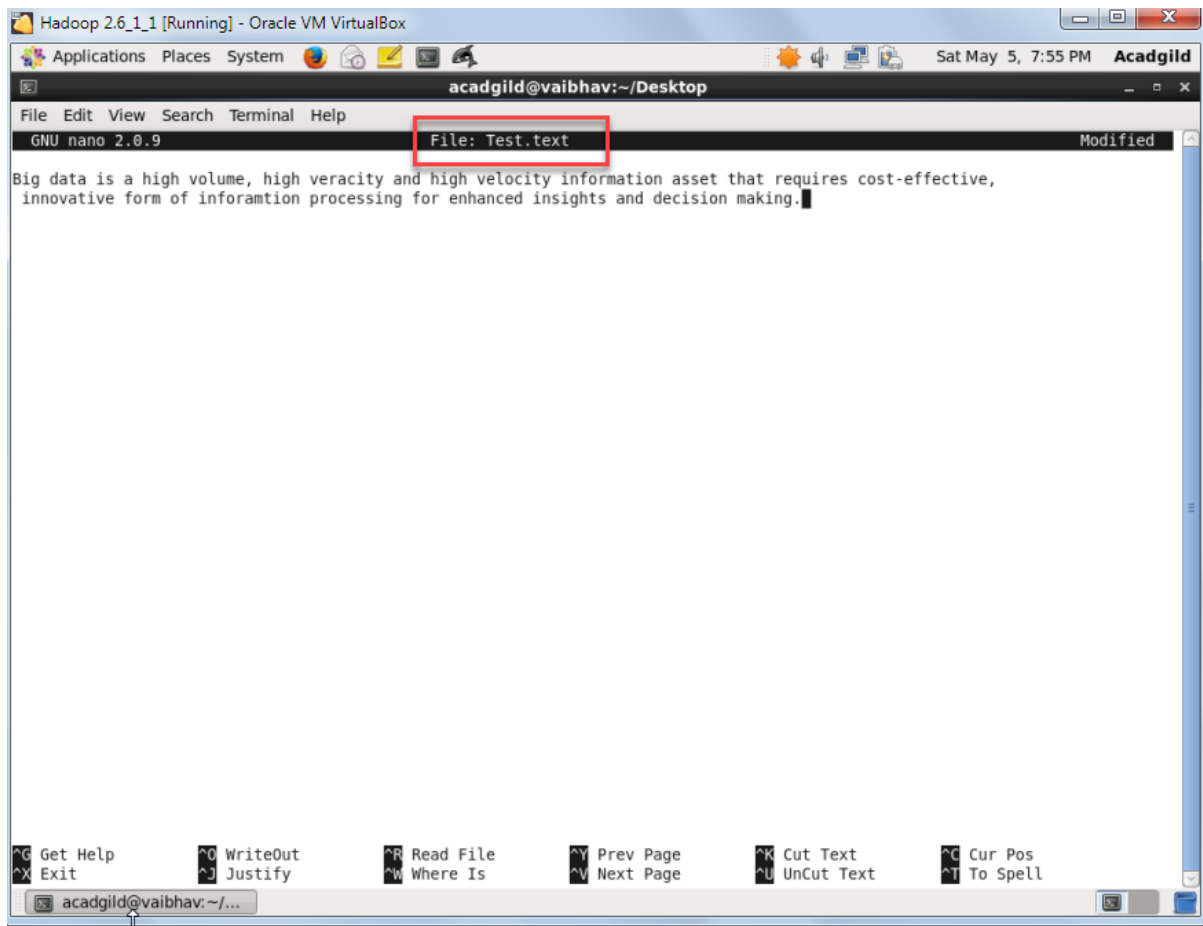 Hadoop 2.6_1_1 [Running] - Oracle VM VirtualBox
Applications Places System Sat May 5, 7:55 PM Acadgild
acadgild@vaibhav:~/Desktop
File Edit View Search Terminal Help
GNU nano 2.0.9 File: Test.text Modified
Big data is a high volume, high veracity and high velocity information asset that requires cost-effective,
innovative form of inforamtion processing for enhanced insights and decision making.
^G Get Help ^O WriteOut ^R Read File ^Y Prev Page ^K Cut Text ^C Cur Pos
^X Exit ^J Justify ^W Where Is ^V Next Page ^U UnCut Text ^T To Spell
acadgild@vaibhav:~/...